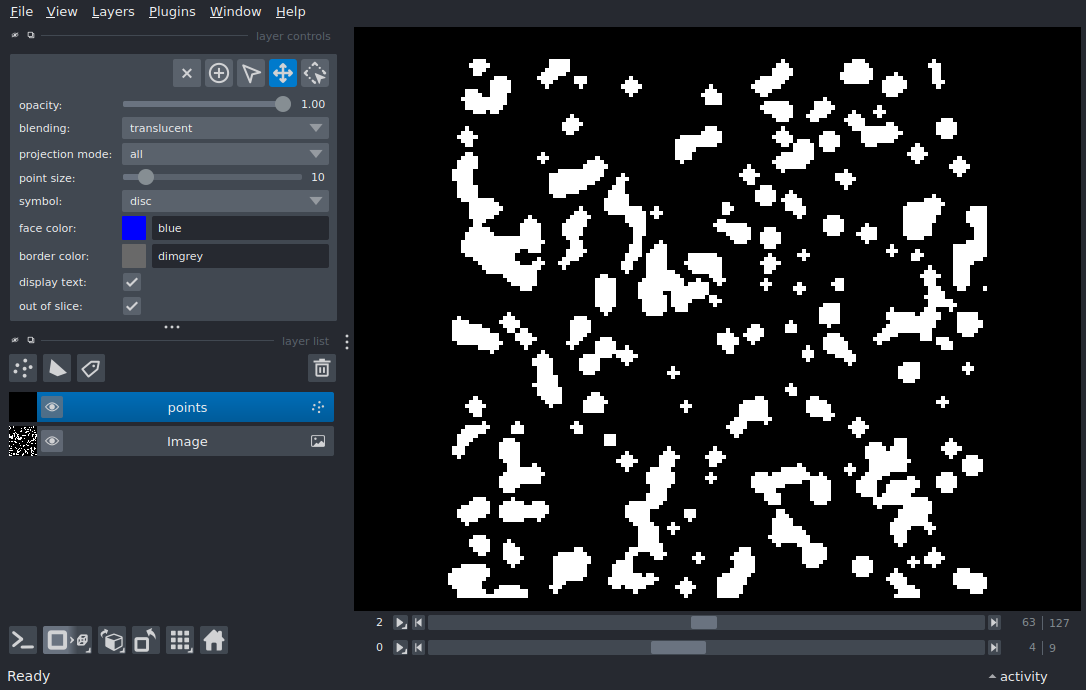 File View Layers Plugins Window Help
layer controls
opacity: 1.00
blending: translucent
projection mode: all
point size: 10
symbol: disc
face color: blue
border color: dimgrey
display text:
out of slice:
layer list
points
Image
2 63 127
0 4 9
Ready activity